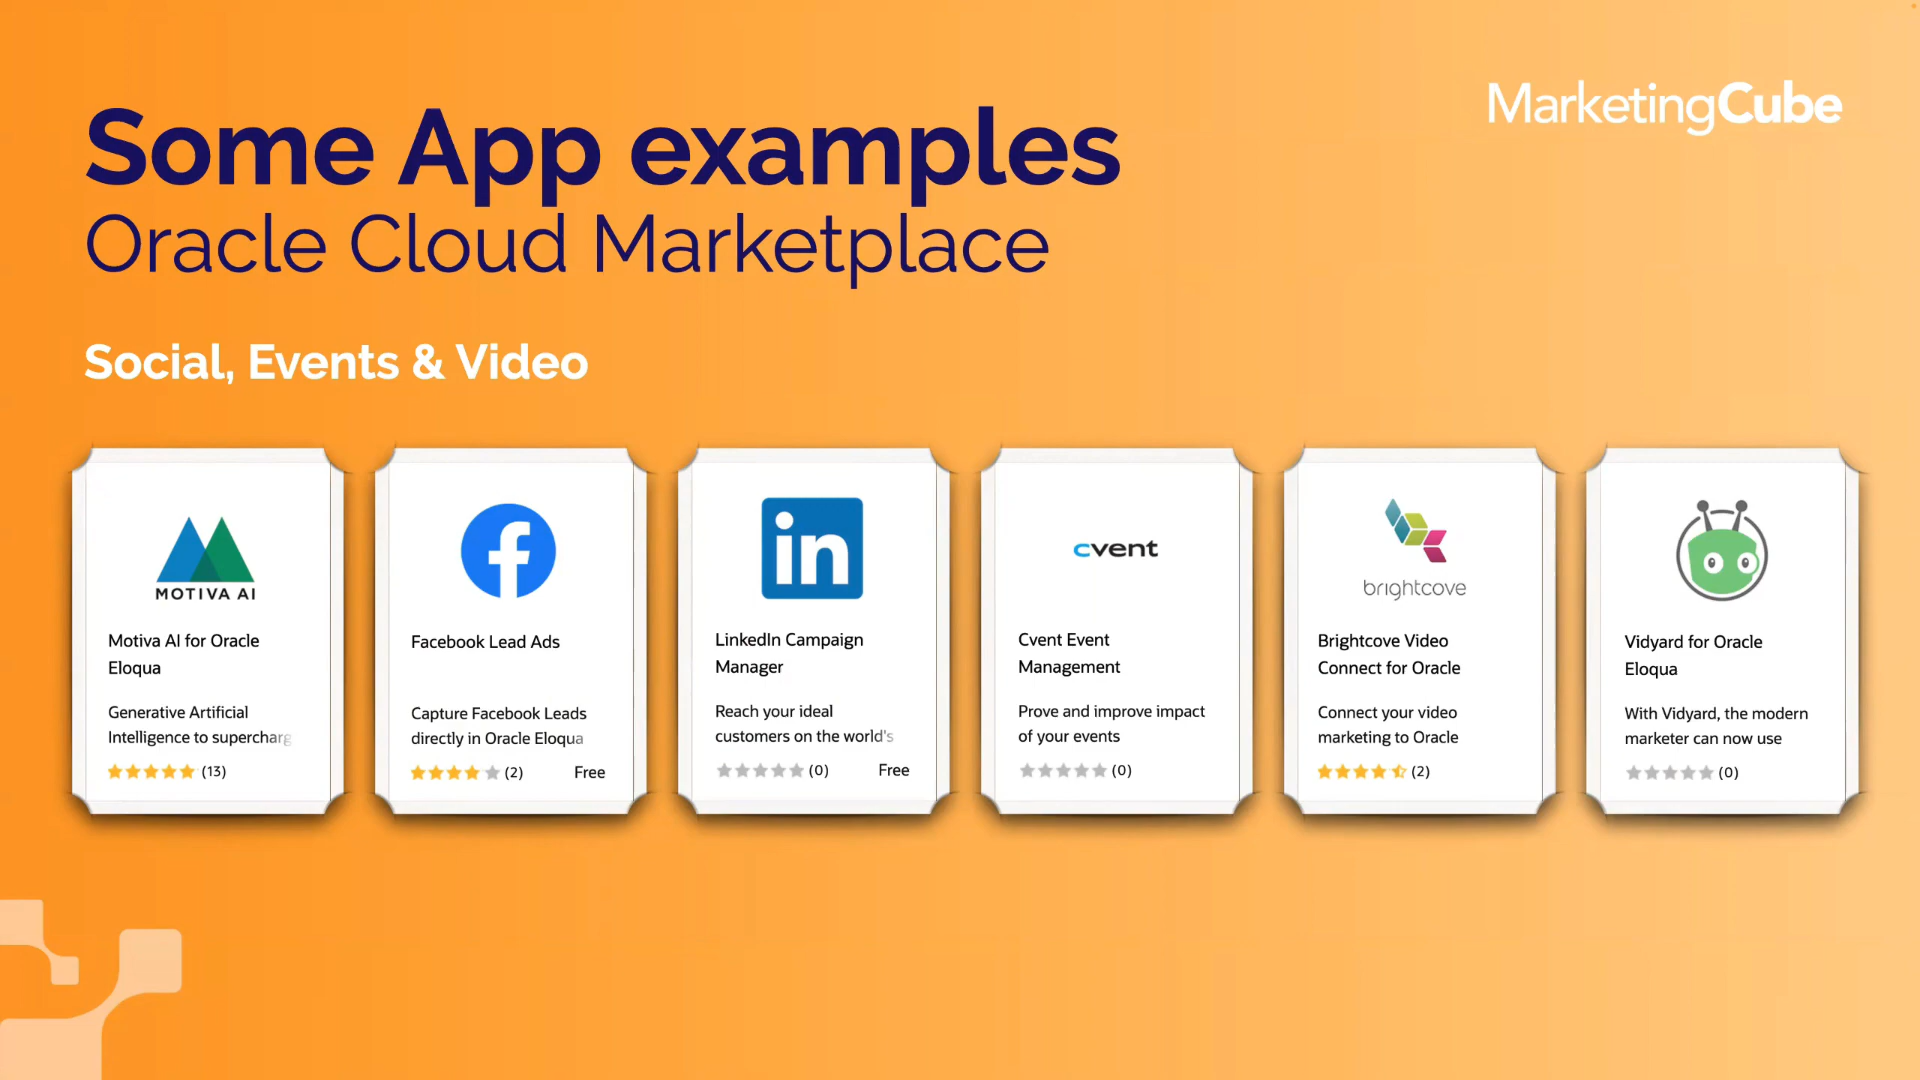 MarketingCube
Some App examples
Oracle Cloud Marketplace
Social, Events & Video
MOTIVA AI
Motiva AI for Oracle
Eloqua
Generative Artificial
Intelligence to supercharg
(13)
Facebook Lead Ads
Capture Facebook Leads
directly in Oracle Eloqua
(2) Free
in
LinkedIn Campaign
Manager
Reach your ideal
customers on the world's
(0) Free
cvent
Cvent Event
Management
Prove and improve impact
of your events
(0)
brightcove
Brightcove Video
Connect for Oracle
Connect your video
marketing to Oracle
(2)
Vidyard for Oracle
Eloqua
With Vidyard, the modern
marketer can now use
(0)